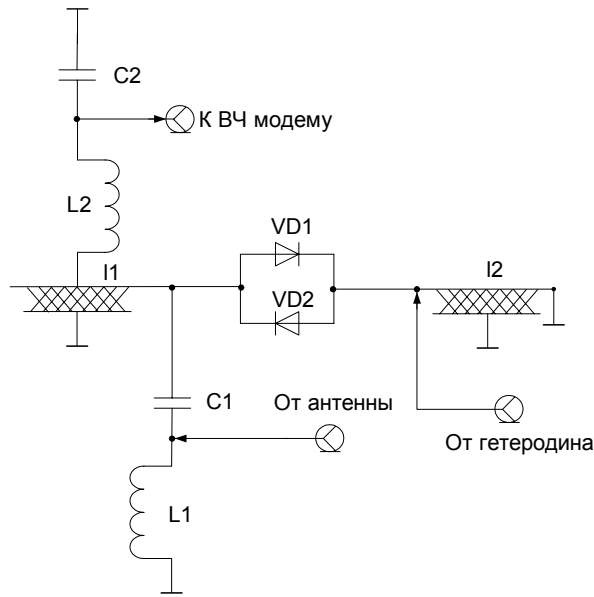 C2
К ВЧ модему
L2
VD1
l1
l2
VD2
C1
От антенны
От гетеродина
L1